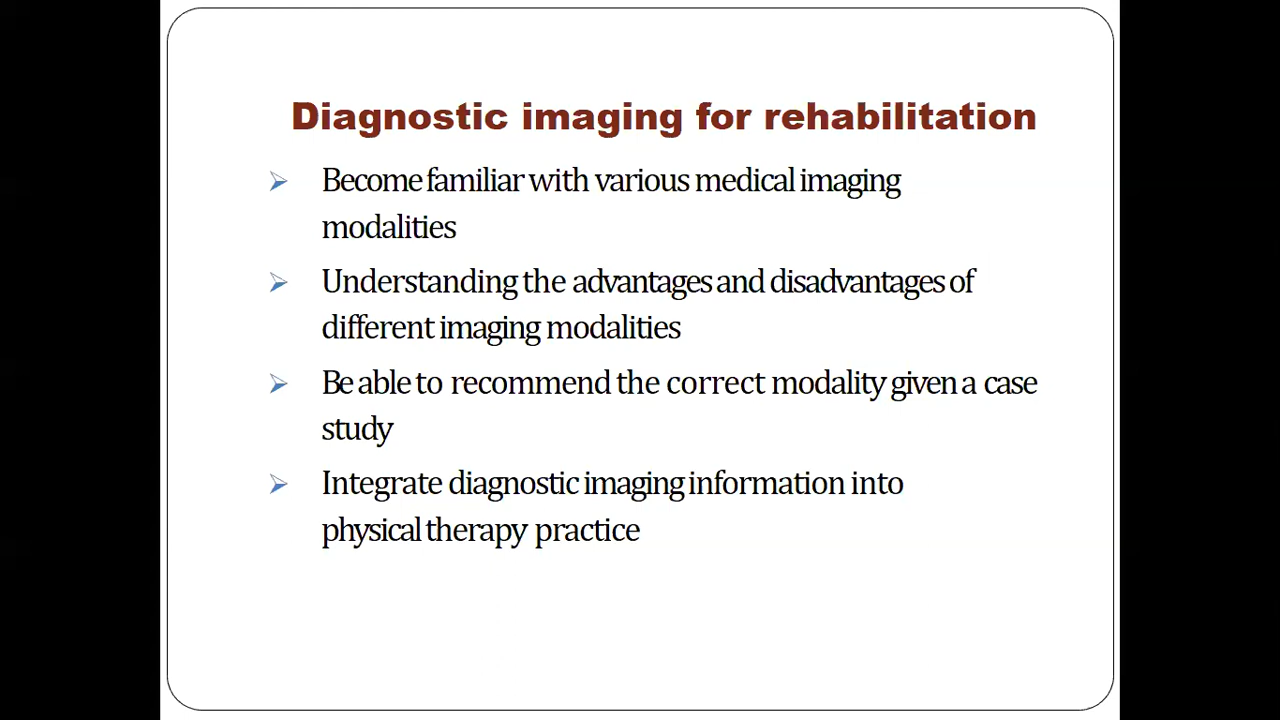 Diagnostic imaging for rehabilitation
Become familiar with various medical imaging
modalities
Understanding the advantages and disadvantages of
different imaging modalities
Be able to recommend the correct modality given a case
study
Integrate diagnostic imaging information into
physical therapy practice